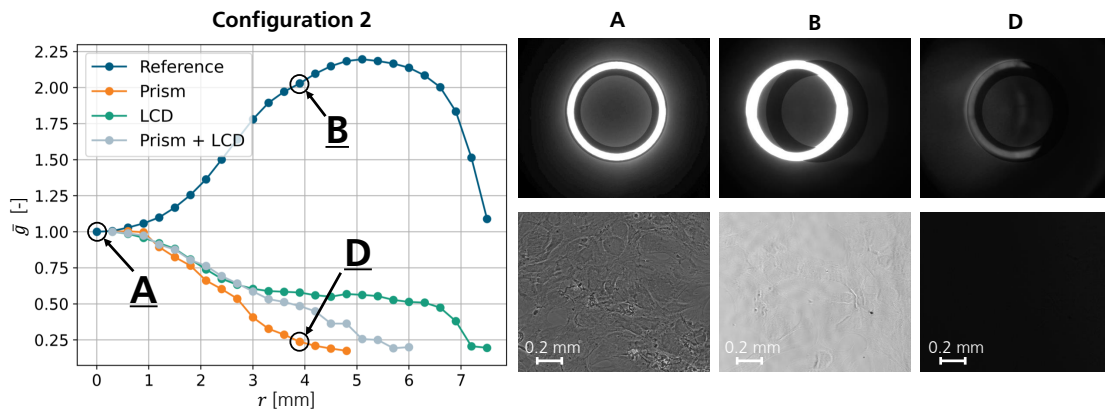 Configuration 2
2.25
2.00
1.75
1.50
1.25
1.00
0.75
0.50
0.25
ḡ [-]
Reference
Prism
LCD
Prism + LCD
A
B
D
0 1 2 3 4 5 6 7
r [mm]
A B D
0.2 mm 0.2 mm 0.2 mm